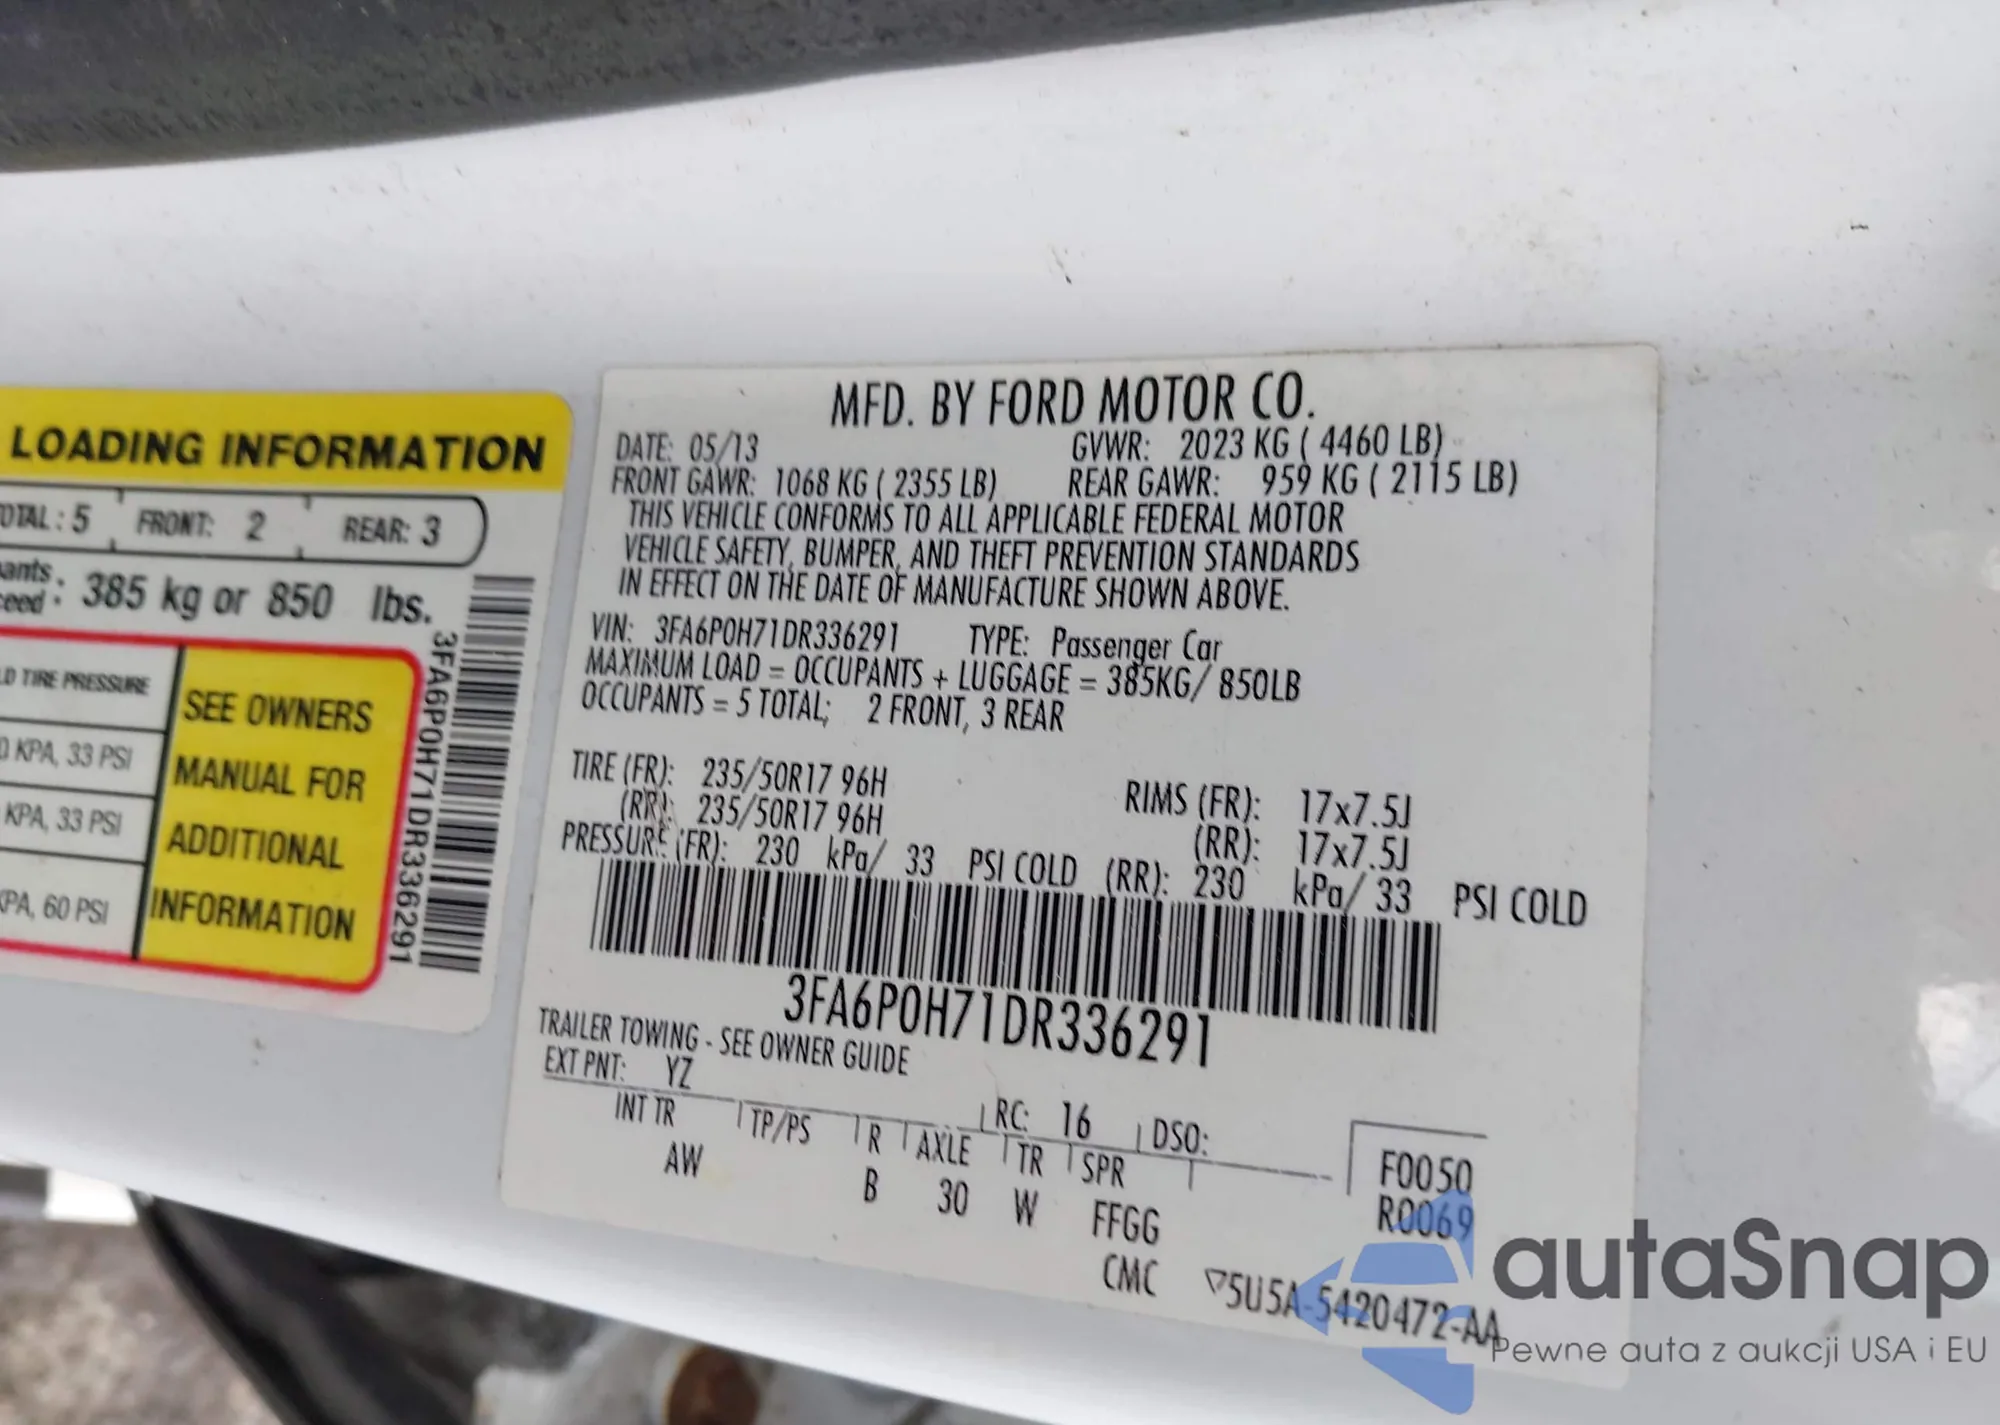 LOADING INFORMATION
OTAL: 5 FRONT: 2 REAR: 3
385 kg or 850 lbs.
TIRE PRESSURE
KPA, 33 PSI
KPA, 33 PSI
KPA, 60 PSI
SEE OWNERS
MANUAL FOR
ADDITIONAL
INFORMATION
3FA6P0H71DR336291
MFD. BY FORD MOTOR CO.
DATE: 05/13 GVWR: 2023 KG ( 4460 LB)
FRONT GAWR: 1068 KG ( 2355 LB) REAR GAWR: 959 KG ( 2115 LB)
THIS VEHICLE CONFORMS TO ALL APPLICABLE FEDERAL MOTOR
VEHICLE SAFETY, BUMPER, AND THEFT PREVENTION STANDARDS
IN EFFECT ON THE DATE OF MANUFACTURE SHOWN ABOVE.
VIN: 3FA6P0H71DR336291 TYPE: Passenger Car
MAXIMUM LOAD = OCCUPANTS + LUGGAGE = 385KG/ 850LB
OCCUPANTS = 5 TOTAL; 2 FRONT, 3 REAR
TIRE (FR): 235/50R17 96H RIMS (FR): 17x7.5J
(RR): 235/50R17 96H (RR): 17x7.5J
PRESSURE (FR): 230 kPa/ 33 PSI COLD (RR): 230 kPa/ 33 PSI COLD
3FA6P0H71DR336291
TRAILER TOWING - SEE OWNER GUIDE
EXT PNT: YZ RC: 16 DSO:
INT TR TP/PS R AXLE TR SPR F0050
AW B 30 W FFGG R0069
CMC ▽5U5A-5420472-AA
autaSnap
Pewne auta z aukcji USA i EU